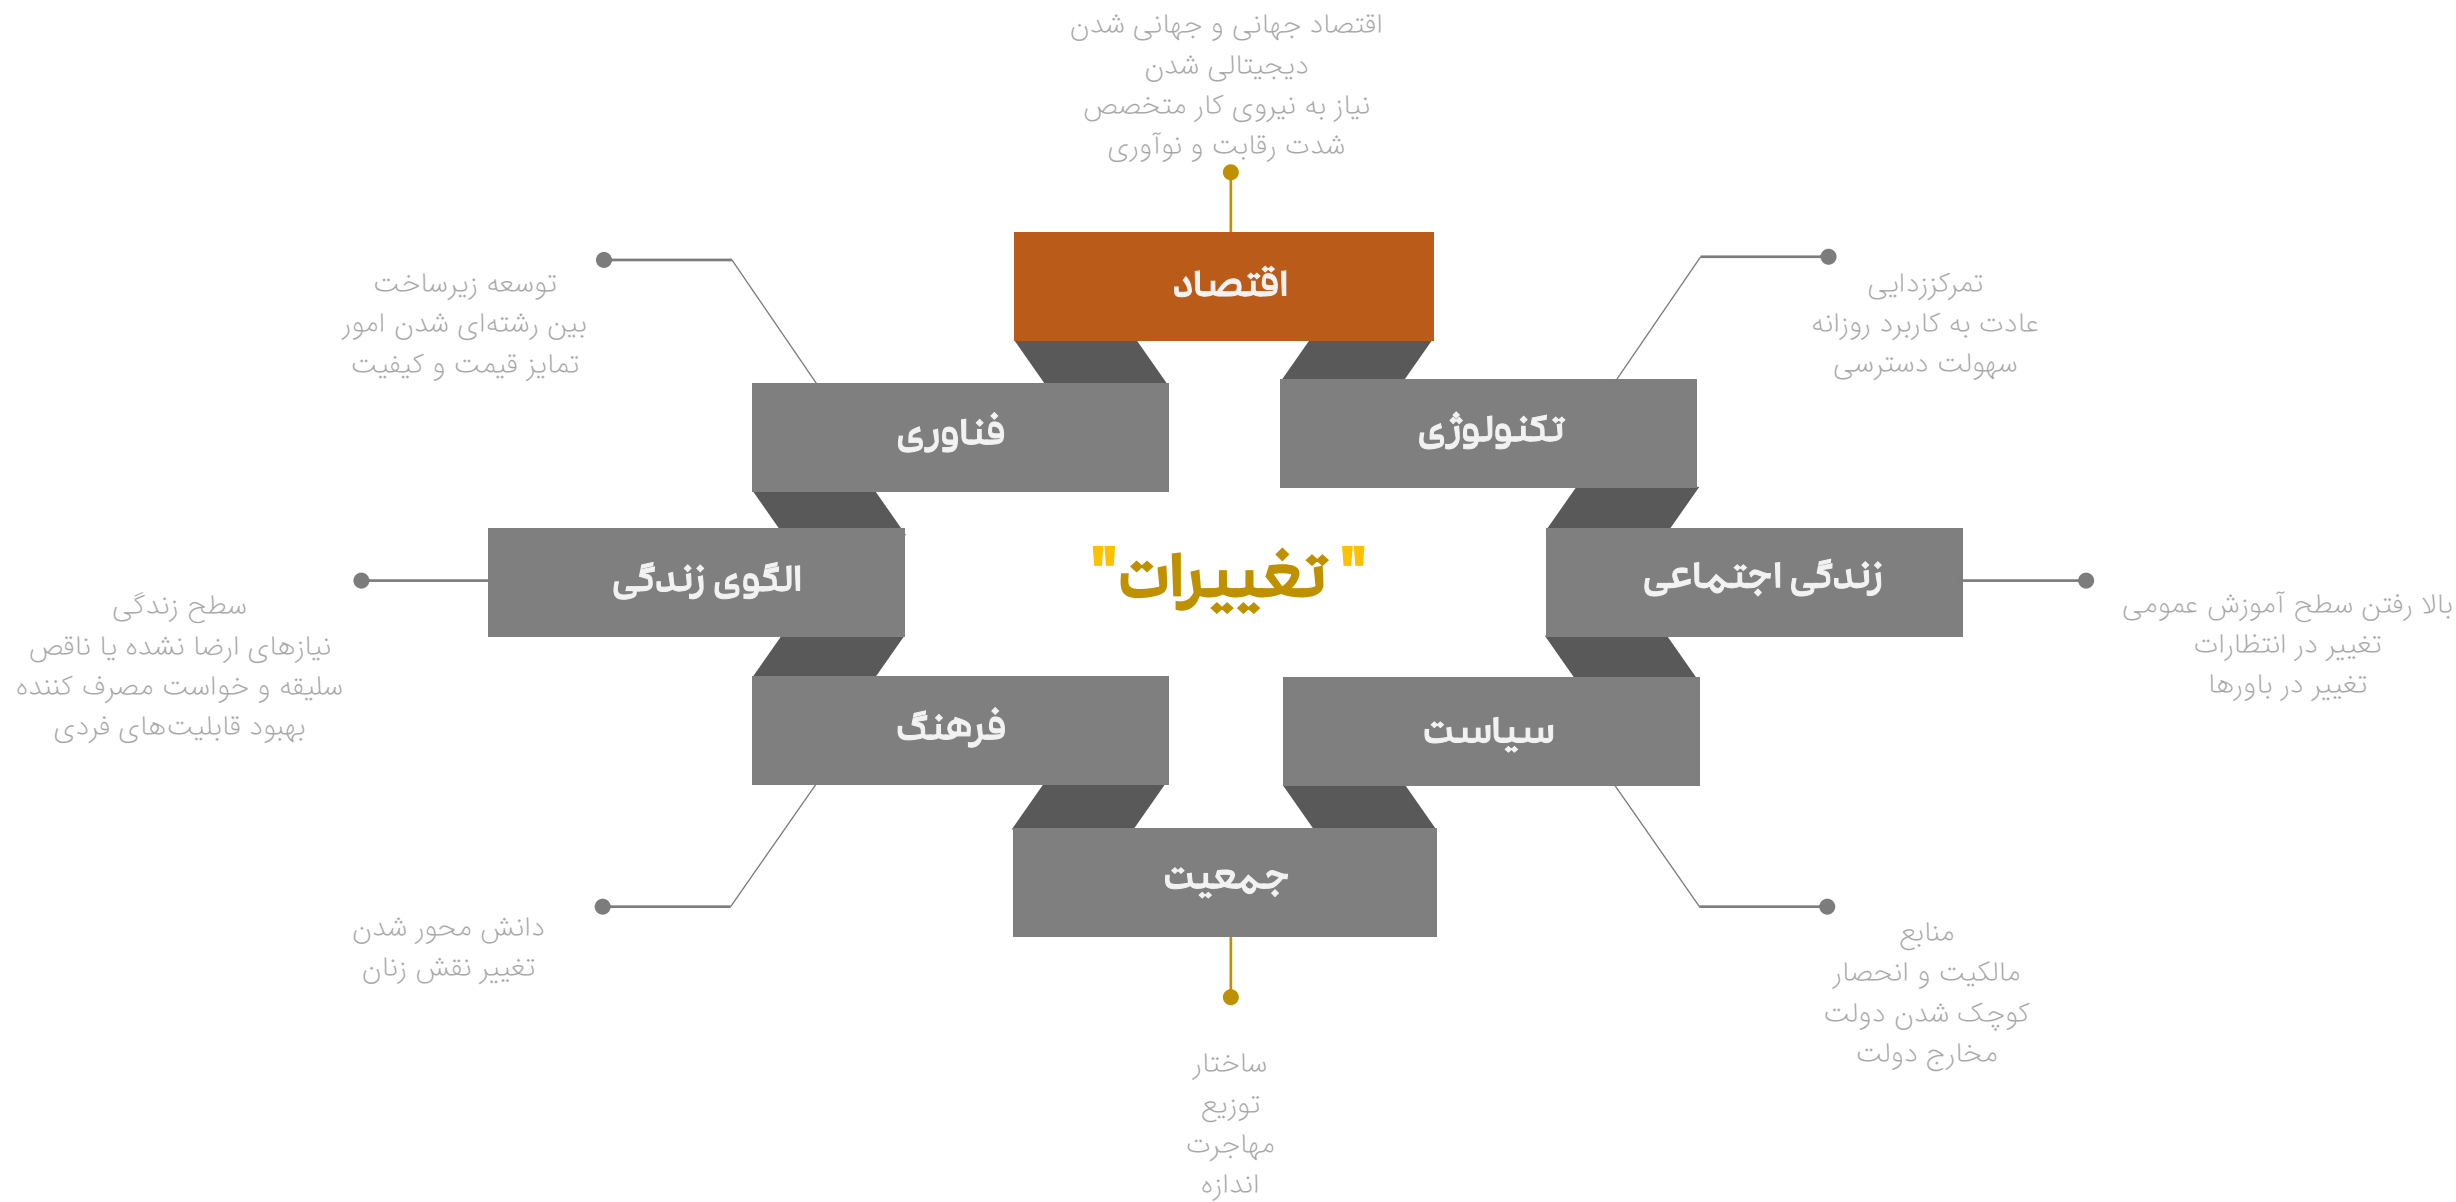 اقتصاد جهانی و جهانی شدن
دیجیتالی شدن
نیاز به نیروی کار متخصص
شدت رقابت و نوآوری
اقتصاد
تمرکززدایی
عادت به کاربرد روزانه
سهولت دسترسی
توسعه زیرساخت
بین رشته‌ای شدن امور
تمایز قیمت و کیفیت
تکنولوژی
فناوری
زندگی اجتماعی
" تغییرات "
الگوی زندگی
بالا رفتن سطح آموزش عمومی
تغییر در انتظارات
تغییر در باورها
سطح زندگی
نیازهای ارضا نشده یا ناقص
سلیقه و خواست مصرف کننده
بهبود قابلیت‌های فردی
سیاست
فرهنگ
جمعیت
منابع
مالکیت و انحصار
کوچک شدن دولت
مخارج دولت
دانش محور شدن
تغییر نقش زنان
ساختار
توزیع
مهاجرت
اندازه